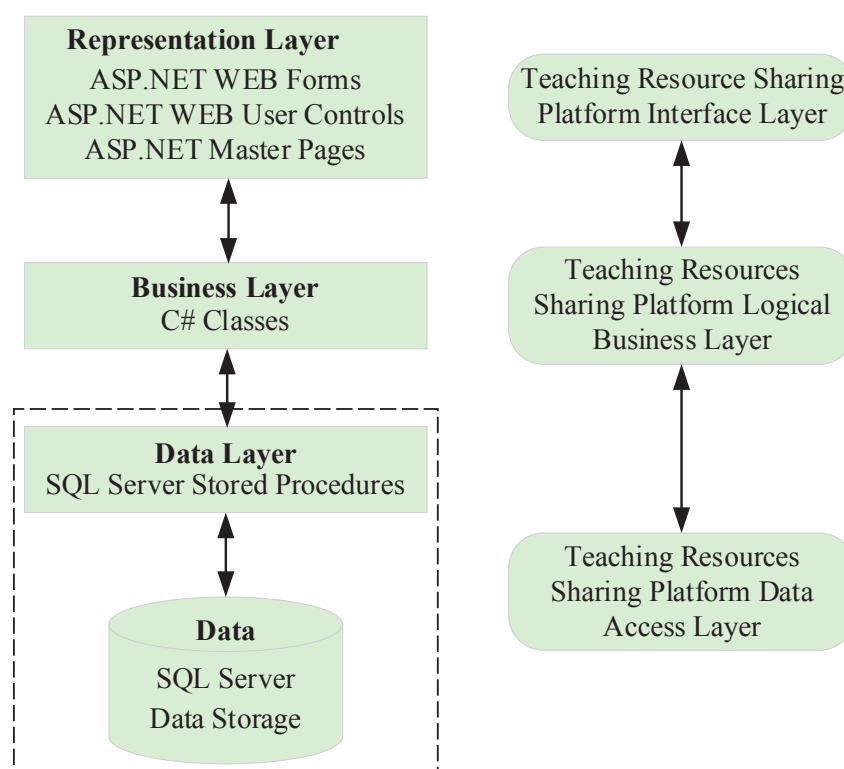 Representation Layer
ASP.NET WEB Forms
ASP.NET WEB User Controls
ASP.NET Master Pages
Business Layer
C# Classes
Data Layer
SQL Server Stored Procedures
Data
SQL Server
Data Storage
Teaching Resource Sharing
Platform Interface Layer
Teaching Resources
Sharing Platform Logical
Business Layer
Teaching Resources
Sharing Platform Data
Access Layer